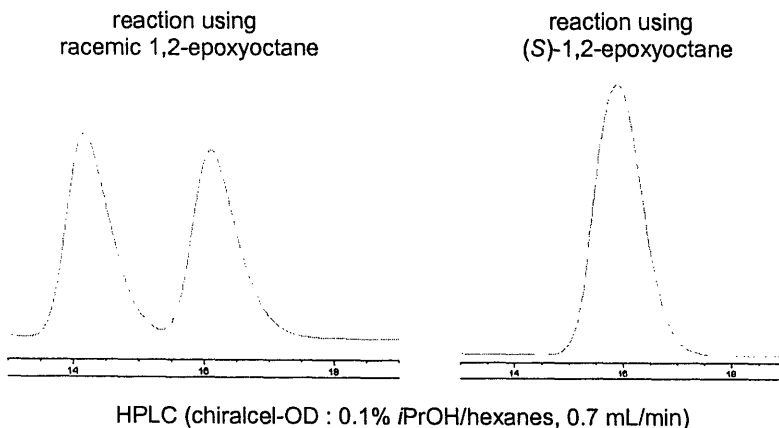 reaction using
racemic 1,2-epoxyoctane
reaction using
(S)-1,2-epoxyoctane
14 16 18
14 16 18
HPLC (chiralcel-OD : 0.1% iPrOH/hexanes, 0.7 mL/min)